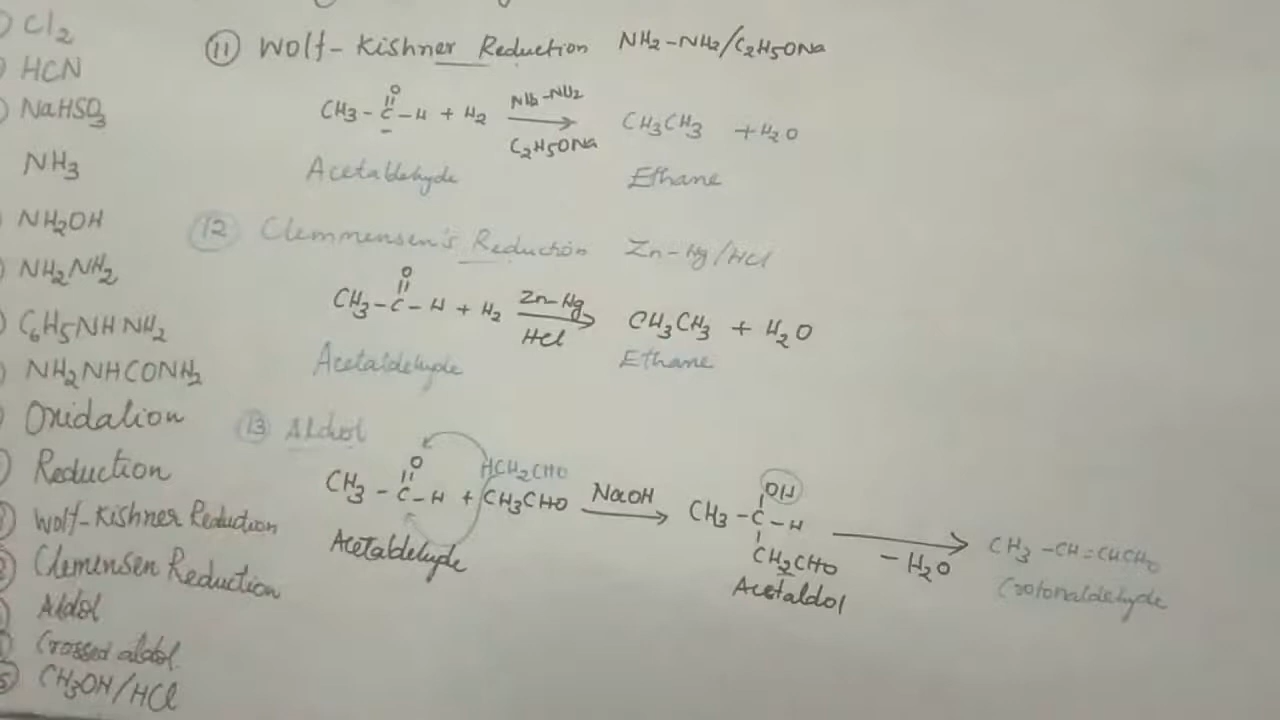 Cl2
HCN
NaHSO3
NH3
NH2OH
NH2NH2
C6H5NHNH2
NH2NHCONH2
Oxidation
Reduction
Wolf-Kishner Reduction
Clemensen Reduction
Aldol
Crossed aldol.
CH3OH/HCl
11 Wolf-Kishner Reduction NH2-NH2/C2H5ONa
O
CH3-C-H + H2 NH2-NH2 CH3CH3 + H2O
C2H5ONa
Acetaldehyde Ethane
12 Clemmensen's Reduction Zn-Hg/HCl
O
CH3-C-H + H2 Zn-Hg CH3CH3 + H2O
HCl
Acetaldehyde Ethane
13 Aldol
O HCH2CHO OH
CH3-C-H + CH3CHO NaOH CH3-C-H -H2O CH3-CH=CHCHO
Acetaldehyde CH2CHO Crotonaldehyde
Acetaldol